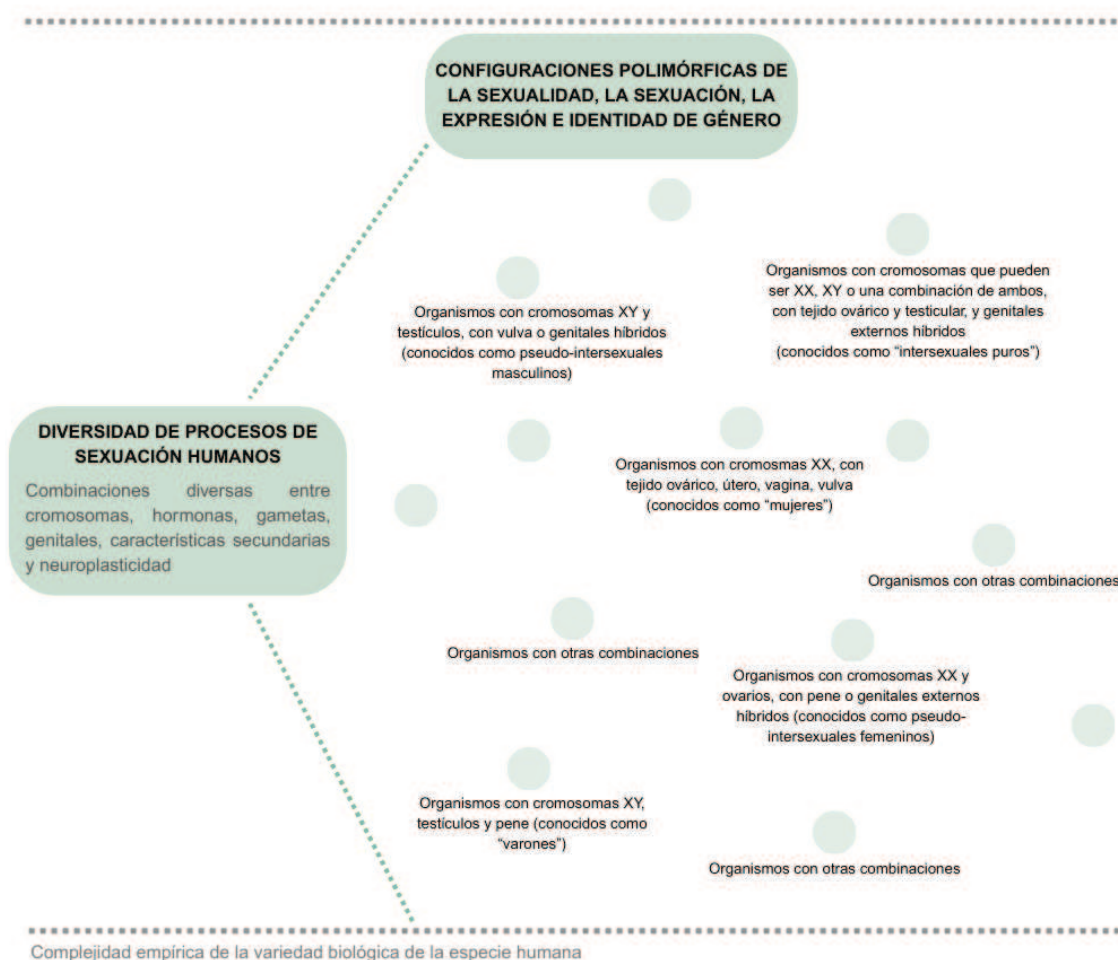 CONFIGURACIONES POLIMÓRFICAS DE
LA SEXUALIDAD, LA SEXUACIÓN, LA
EXPRESIÓN E IDENTIDAD DE GÉNERO
Organismos con cromosomas que pueden
ser XX, XY o una combinación de ambos,
con tejido ovárico y testicular, y genitales
externos híbridos
(conocidos como “intersexuales puros”)
Organismos con cromosomas XY y
testículos, con vulva o genitales híbridos
(conocidos como pseudo-intersexuales
masculinos)
DIVERSIDAD DE PROCESOS DE
SEXUACIÓN HUMANOS
Combinaciones diversas entre
cromosomas, hormonas, gametas,
genitales, características secundarias
y neuroplasticidad
Organismos con cromosmas XX, con
tejido ovárico, útero, vagina, vulva
(conocidos como “mujeres”)
Organismos con otras combinaciones
Organismos con otras combinaciones
Organismos con cromosomas XX y
ovarios, con pene o genitales externos
híbridos (conocidos como pseudo-
intersexuales femeninos)
Organismos con cromosomas XY,
testículos y pene (conocidos como
“varones”)
Organismos con otras combinaciones
Complejidad empírica de la variedad biológica de la especie humana